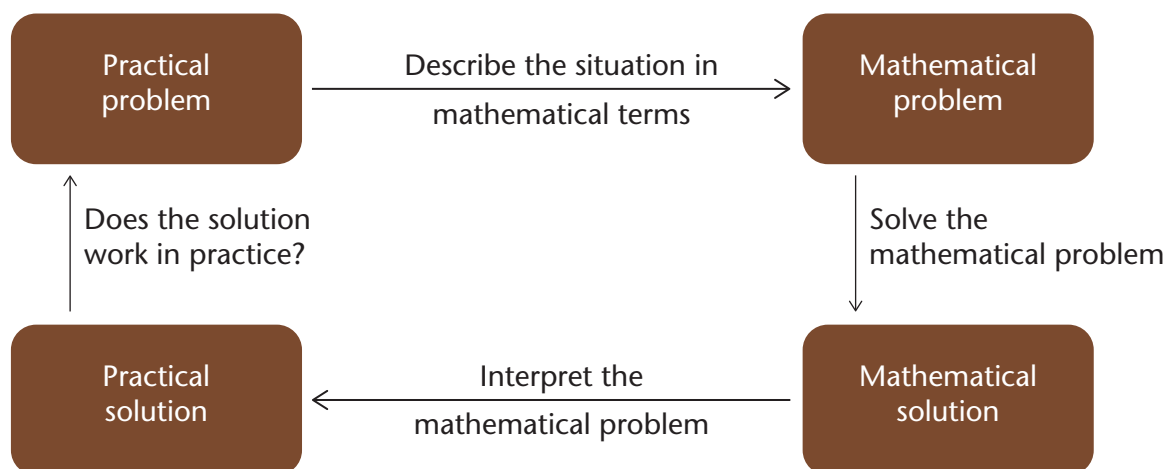 Practical
problem
Describe the situation in
mathematical terms
Mathematical
problem
Does the solution
work in practice?
Solve the
mathematical problem
Practical
solution
Interpret the
mathematical problem
Mathematical
solution